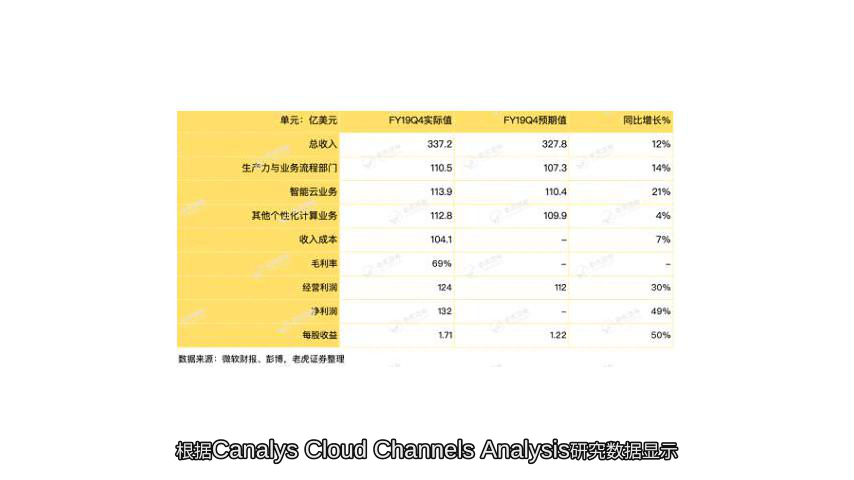 单元：亿美元 FY19Q4实际值 FY19Q4预期值 同比增长%
总收入 337.2 327.8 12%
生产力与业务流程部门 110.5 107.3 14%
智能云业务 113.9 110.4 21%
其他个性化计算业务 112.8 109.9 4%
收入成本 104.1 – 7%
毛利率 69% – –
经营利润 124 112 30%
净利润 132 – 49%
每股收益 1.71 1.22 50%
数据来源：微软财报、彭博，老虎证券整理
根据Canalys Cloud Channels Analysis研究数据显示